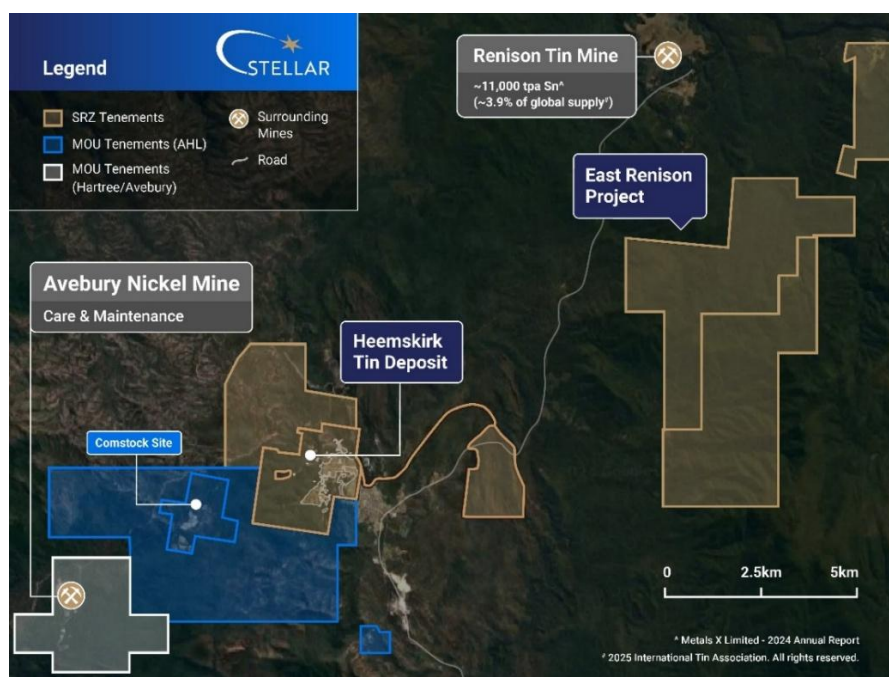 Legend
STELLAR
SRZ Tenements
MOU Tenements (AHL)
MOU Tenements
(Hartree/Avebury)
Surrounding
Mines
Road
Renison Tin Mine
~11,000 tpa Sn^
(~3.9% of global supply#)
East Renison
Project
Avebury Nickel Mine
Care & Maintenance
Heemskirk
Tin Deposit
Comstock Site
0 2.5km 5km
^ Metals X Limited - 2024 Annual Report
# 2025 International Tin Association. All rights reserved.